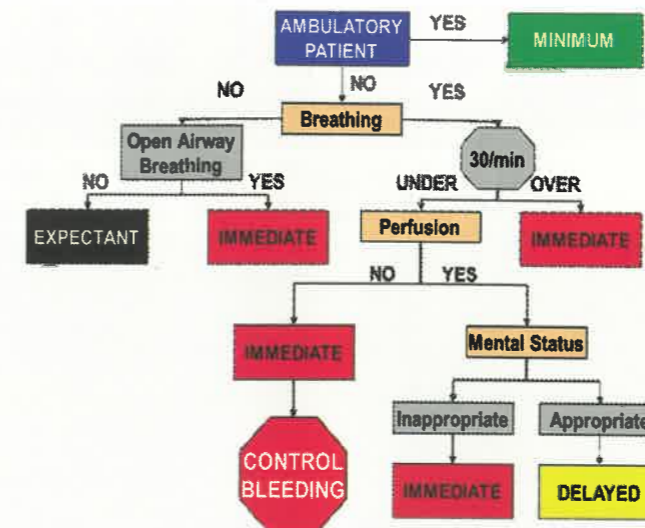 AMBULATORY
PATIENT
YES
MINIMUM
NO
NO
YES
Breathing
Open Airway
Breathing
30/min
NO
YES
UNDER
OVER
EXPECTANT
IMMEDIATE
Perfusion
IMMEDIATE
NO
YES
IMMEDIATE
Mental Status
Inappropriate
Appropriate
CONTROL
BLEEDING
IMMEDIATE
DELAYED